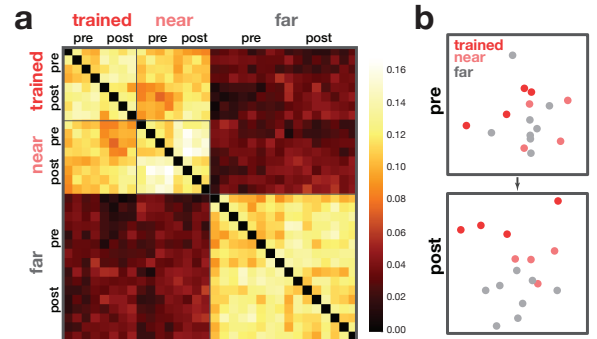 a
trained near far
pre post pre post pre post
trained
pre
post
near
pre
post
far
pre
post
0.16
0.14
0.12
0.10
0.08
0.06
0.04
0.02
0.00
b
trained
near
far
pre
post